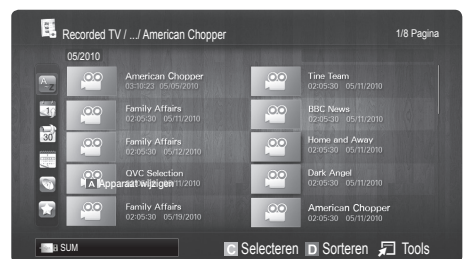 Recorded TV / .../ American Chopper
1/8 Pagina
05/2010
American Chopper
03:10:23 05/05/2010
Tine Team
02:05:30 05/11/2010
Family Affairs
02:05:30 05/11/2010
BBC News
02:05:30 05/11/2010
Family Affairs
02:05:30 05/12/2010
Home and Away
02:05:30 05/11/2010
QVC Selection
A Apparaat wijzigen 11/2010
Dark Angel
02:05:30 05/11/2010
Family Affairs
02:05:30 05/19/2010
American Chopper
02:05:30 05/11/2010
1
30
a SUM
C Selecteren D Sorteren Tools